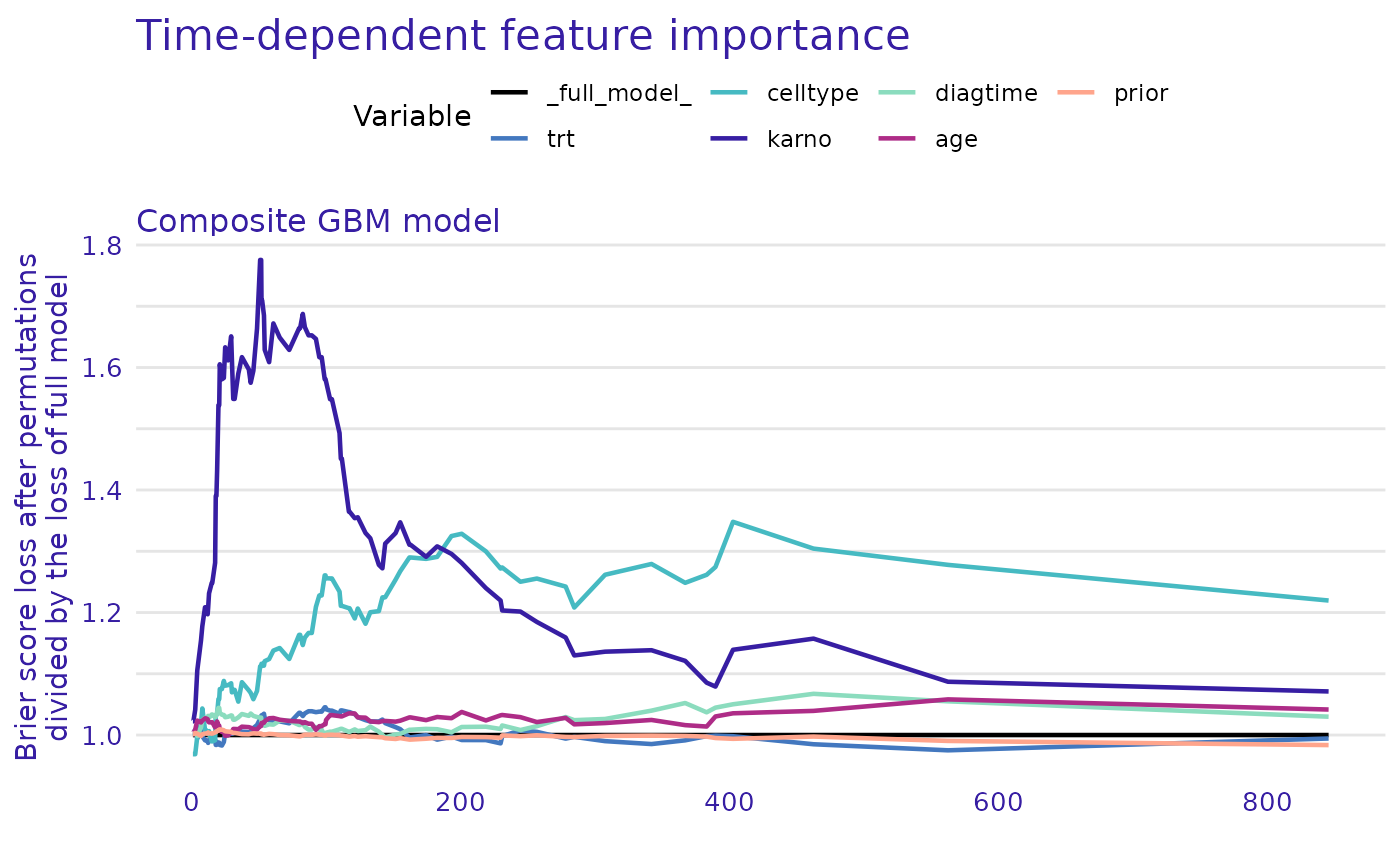 Time-dependent feature importance
Variable
_full_model_ celltype diagtime prior
trt karno age
Composite GBM model
Brier score loss after permutations
divided by the loss of full model
1.8
1.6
1.4
1.2
1.0
0 200 400 600 800